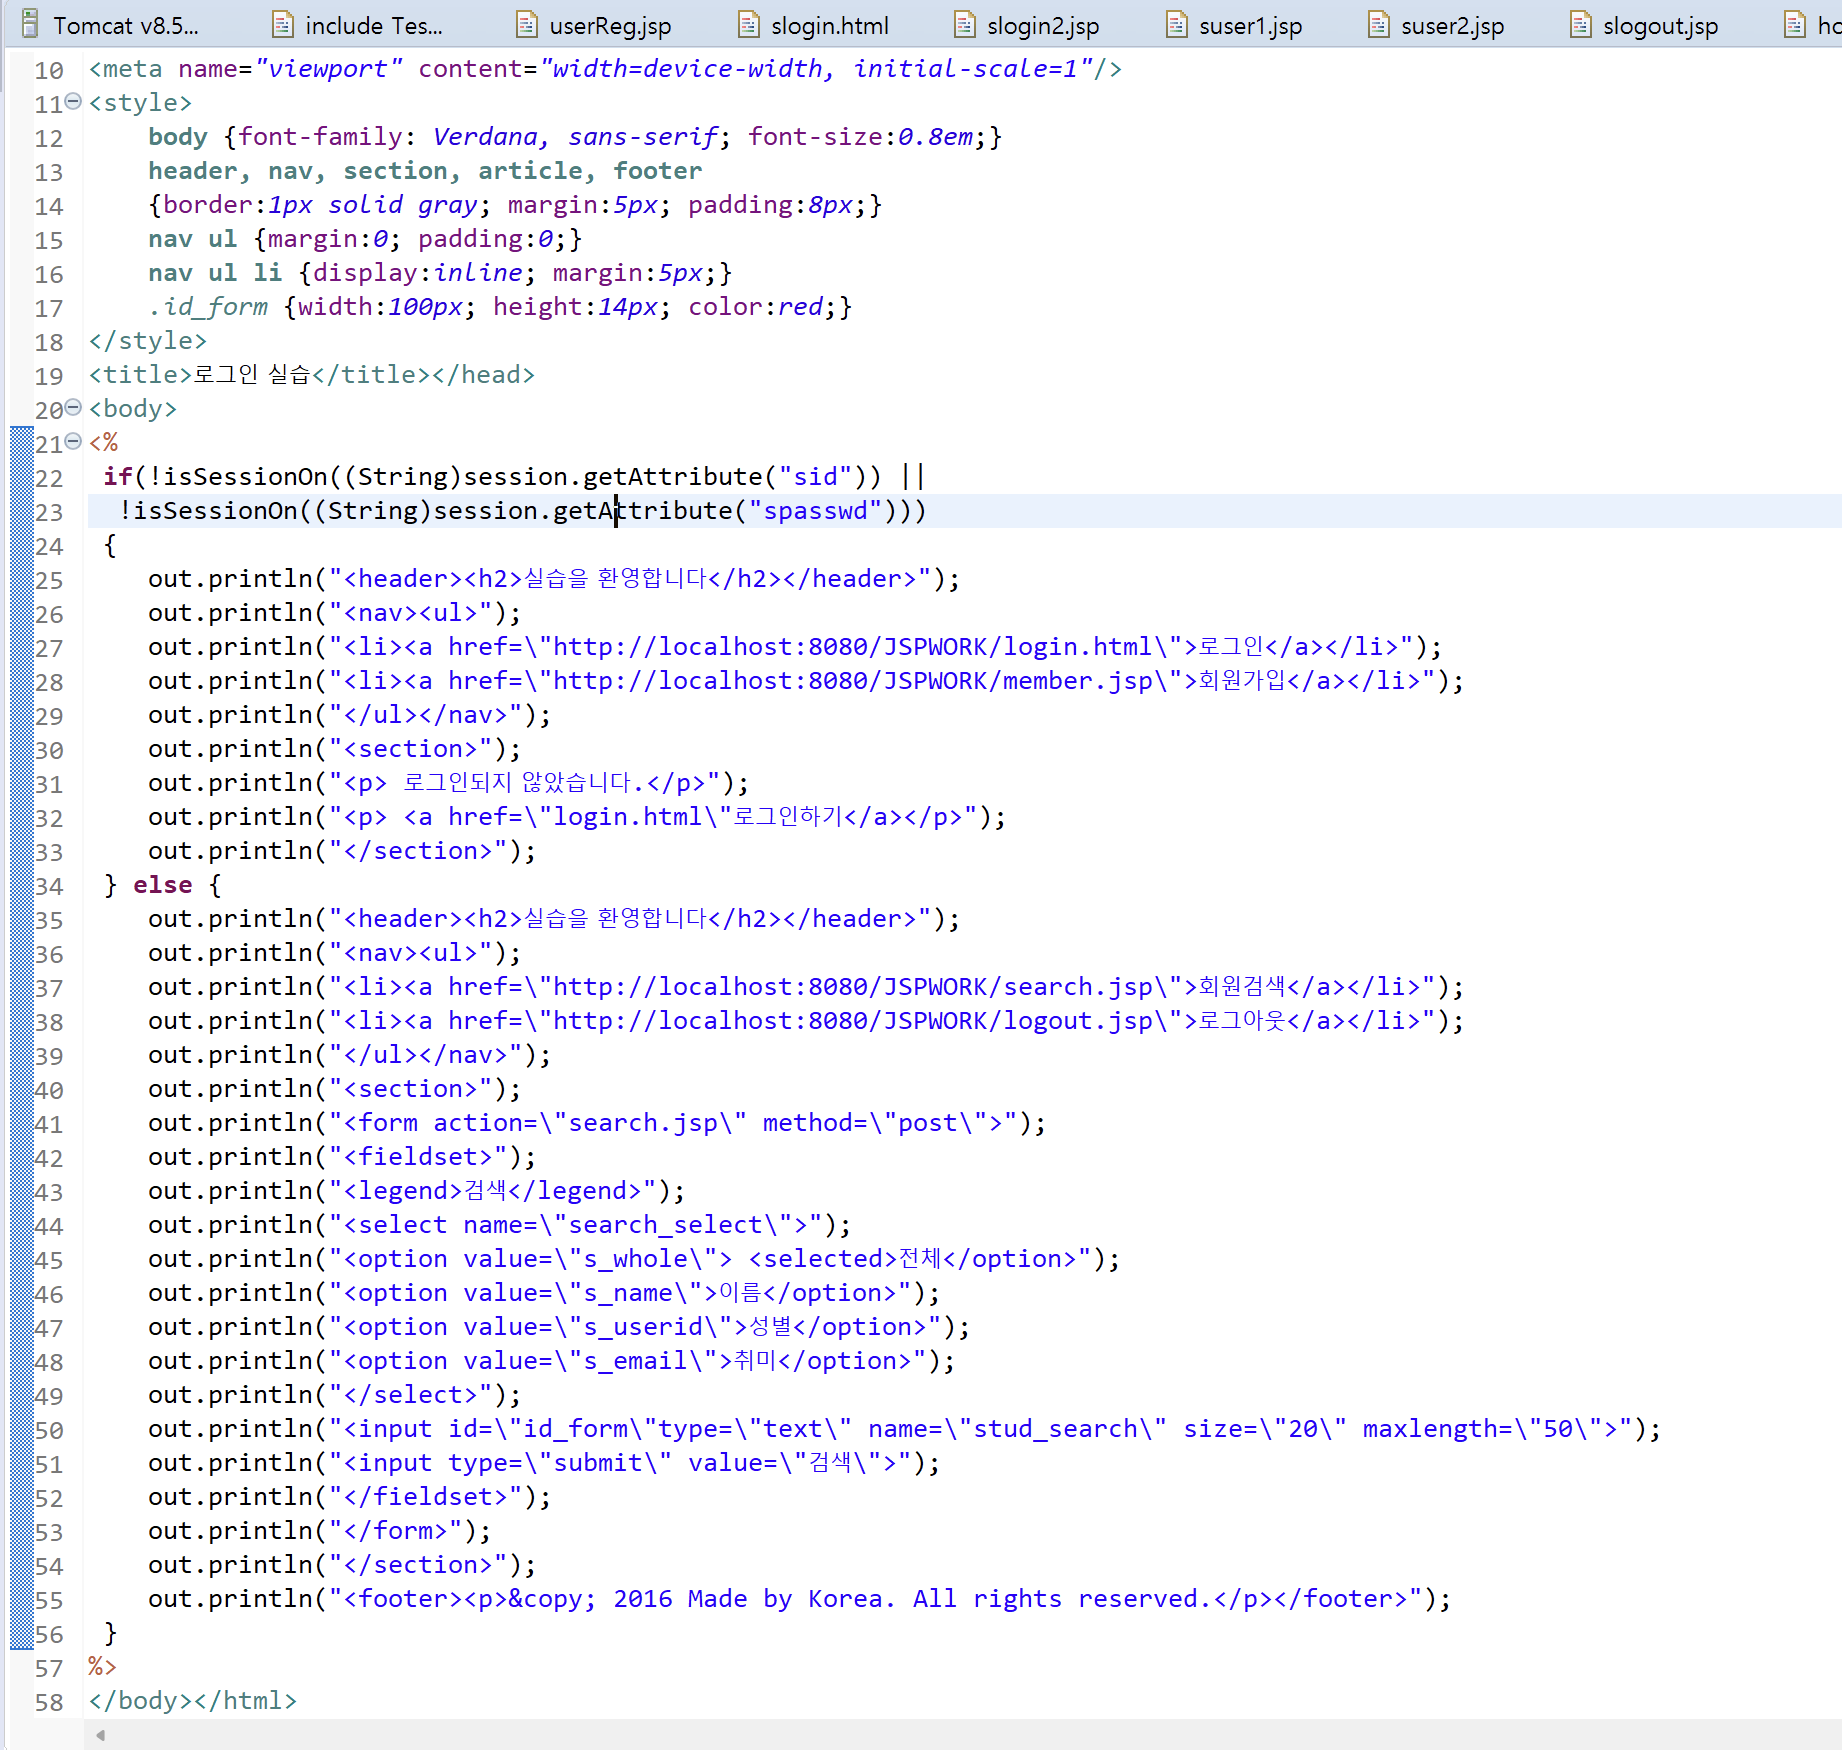 Tomcat v8.5... include Tes... userReg.jsp slogin.html slogin2.jsp suser1.jsp suser2.jsp slogout.jsp
10 <meta name="viewport" content="width=device-width, initial-scale=1"/>
11 <style>
12 body {font-family: Verdana, sans-serif; font-size:0.8em;}
13 header, nav, section, article, footer
14 {border:1px solid gray; margin:5px; padding:8px;}
15 nav ul {margin:0; padding:0;}
16 nav ul li {display:inline; margin:5px;}
17 .id_form {width:100px; height:14px; color:red;}
18 </style>
19 <title>로그인 실습</title></head>
20 <body>
21 <%
22 if(!isSessionOn((String)session.getAttribute("sid")) ||
23 !isSessionOn((String)session.getAttribute("spasswd")))
24 {
25 out.println("<header><h2>실습을 환영합니다</h2></header>");
26 out.println("<nav><ul>");
27 out.println("<li><a href=\"http://localhost:8080/JSPWORK/login.html\">로그인</a></li>");
28 out.println("<li><a href=\"http://localhost:8080/JSPWORK/member.jsp\">회원가입</a></li>");
29 out.println("</ul></nav>");
30 out.println("<section>");
31 out.println("<p> 로그인되지 않았습니다.</p>");
32 out.println("<p> <a href=\"login.html\"로그인하기</a></p>");
33 out.println("</section>");
34 } else {
35 out.println("<header><h2>실습을 환영합니다</h2></header>");
36 out.println("<nav><ul>");
37 out.println("<li><a href=\"http://localhost:8080/JSPWORK/search.jsp\">회원검색</a></li>");
38 out.println("<li><a href=\"http://localhost:8080/JSPWORK/logout.jsp\">로그아웃</a></li>");
39 out.println("</ul></nav>");
40 out.println("<section>");
41 out.println("<form action=\"search.jsp\" method=\"post\">");
42 out.println("<fieldset>");
43 out.println("<legend>검색</legend>");
44 out.println("<select name=\"search_select\">");
45 out.println("<option value=\"s_whole\"> <selected>전체</option>");
46 out.println("<option value=\"s_name\">이름</option>");
47 out.println("<option value=\"s_userid\">성별</option>");
48 out.println("<option value=\"s_email\">취미</option>");
49 out.println("</select>");
50 out.println("<input id=\"id_form\"type=\"text\" name=\"stud_search\" size=\"20\" maxlength=\"50\">");
51 out.println("<input type=\"submit\" value=\"검색\">");
52 out.println("</fieldset>");
53 out.println("</form>");
54 out.println("</section>");
55 out.println("<footer><p>&copy; 2016 Made by Korea. All rights reserved.</p></footer>");
56 }
57 %>
58 </body></html>